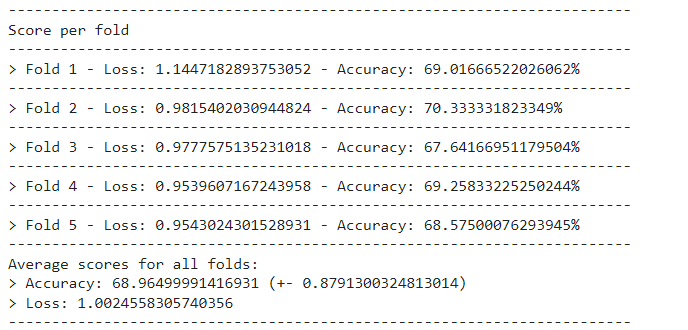 ------------------------------------------------------------------------
Score per fold
------------------------------------------------------------------------
> Fold 1 - Loss: 1.1447182893753052 - Accuracy: 69.01666522026062%
------------------------------------------------------------------------
> Fold 2 - Loss: 0.9815402030944824 - Accuracy: 70.333331823349%
------------------------------------------------------------------------
> Fold 3 - Loss: 0.9777575135231018 - Accuracy: 67.64166951179504%
------------------------------------------------------------------------
> Fold 4 - Loss: 0.9539607167243958 - Accuracy: 69.25833225250244%
------------------------------------------------------------------------
> Fold 5 - Loss: 0.9543024301528931 - Accuracy: 68.57500076293945%
------------------------------------------------------------------------
Average scores for all folds:
> Accuracy: 68.96499991416931 (+- 0.8791300324813014)
> Loss: 1.0024558305740356
------------------------------------------------------------------------